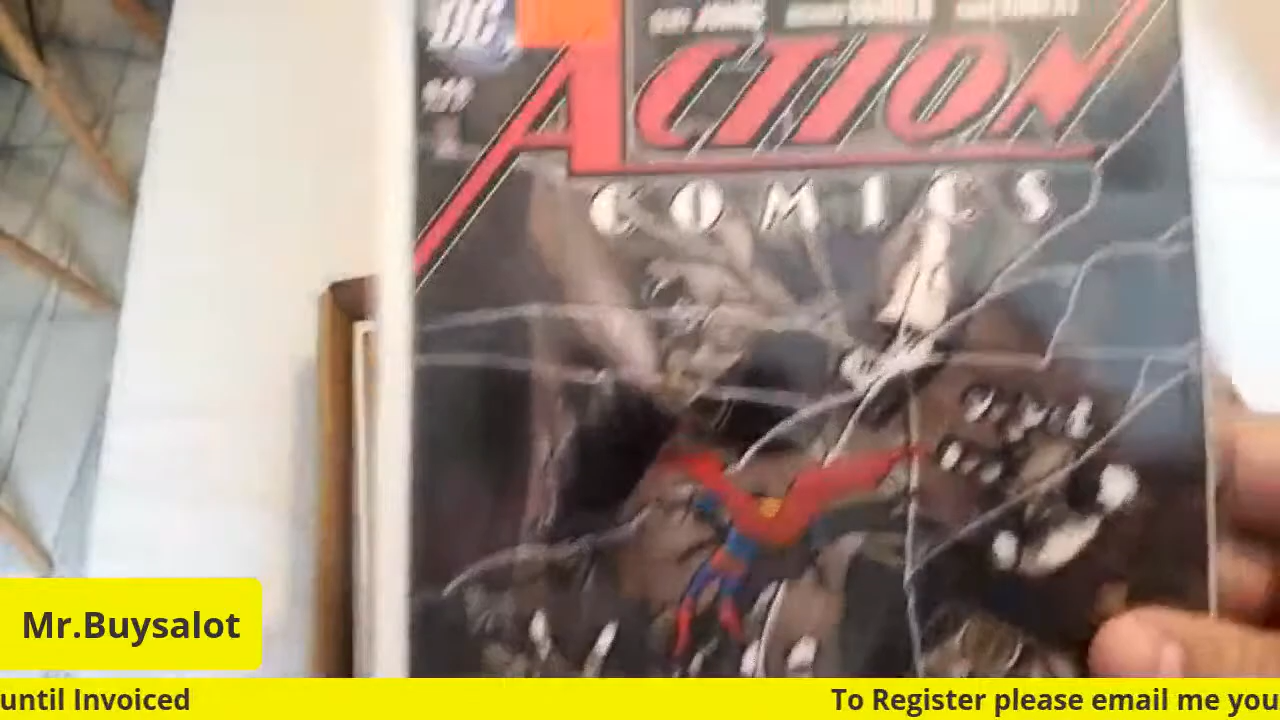 DC
ACTION
COMICS
Mr.Buysalot
until Invoiced
To Register please email me you